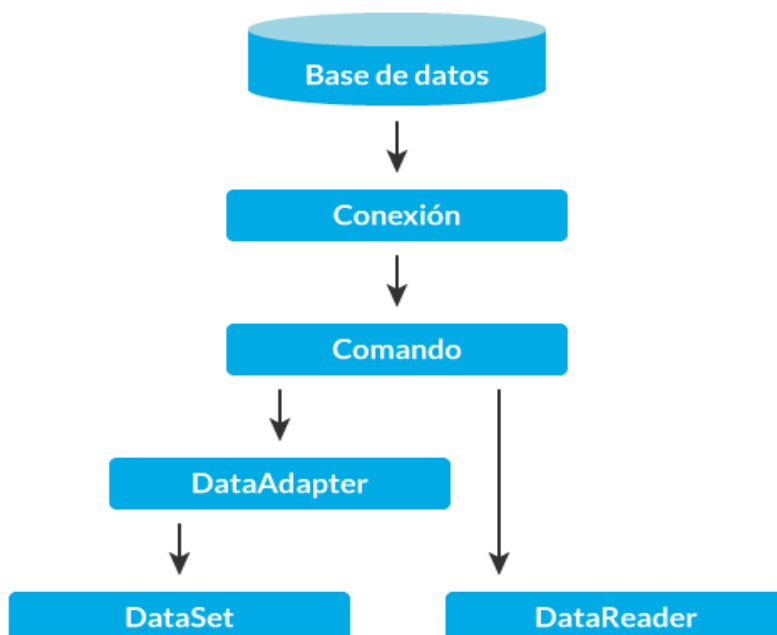 Base de datos
Conexión
Comando
DataAdapter
DataSet
DataReader